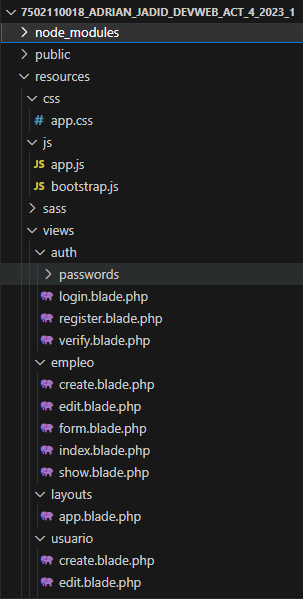 7502110018_ADRIAN_JADID_DEVWEB_ACT_4_2023_1
node_modules
public
resources
css
# app.css
js
JS app.js
JS bootstrap.js
sass
views
auth
passwords
login.blade.php
register.blade.php
verify.blade.php
empleo
create.blade.php
edit.blade.php
form.blade.php
index.blade.php
show.blade.php
layouts
app.blade.php
usuario
create.blade.php
edit.blade.php